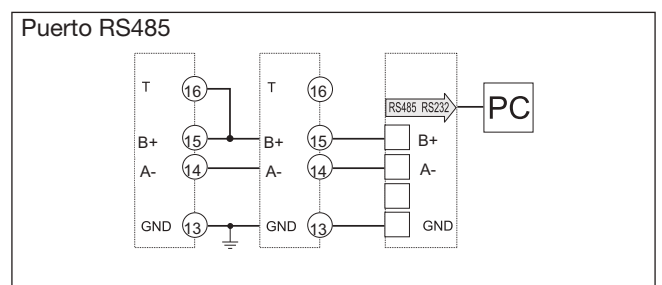 Puerto RS485
T 16 T 16
RS485 RS232 PC
B+ 15 B+ 15 B+
A- 14 A- 14 A-
GND 13 GND 13 GND